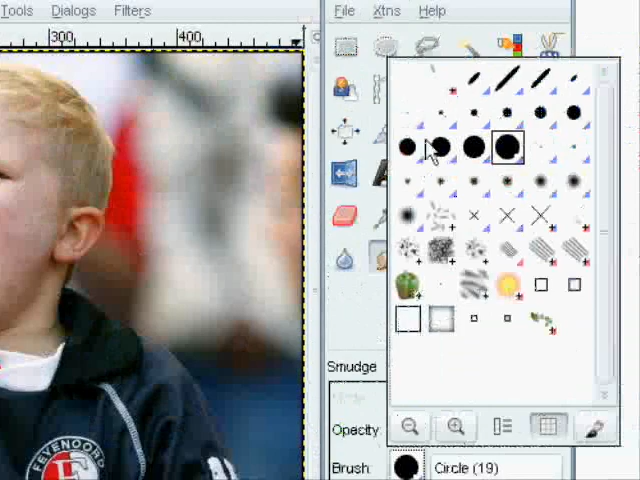 Tools Dialogs Filters
File Xtns Help
300 400
Smudge
Opacity
Brush: Circle (19)
FEYENOORD